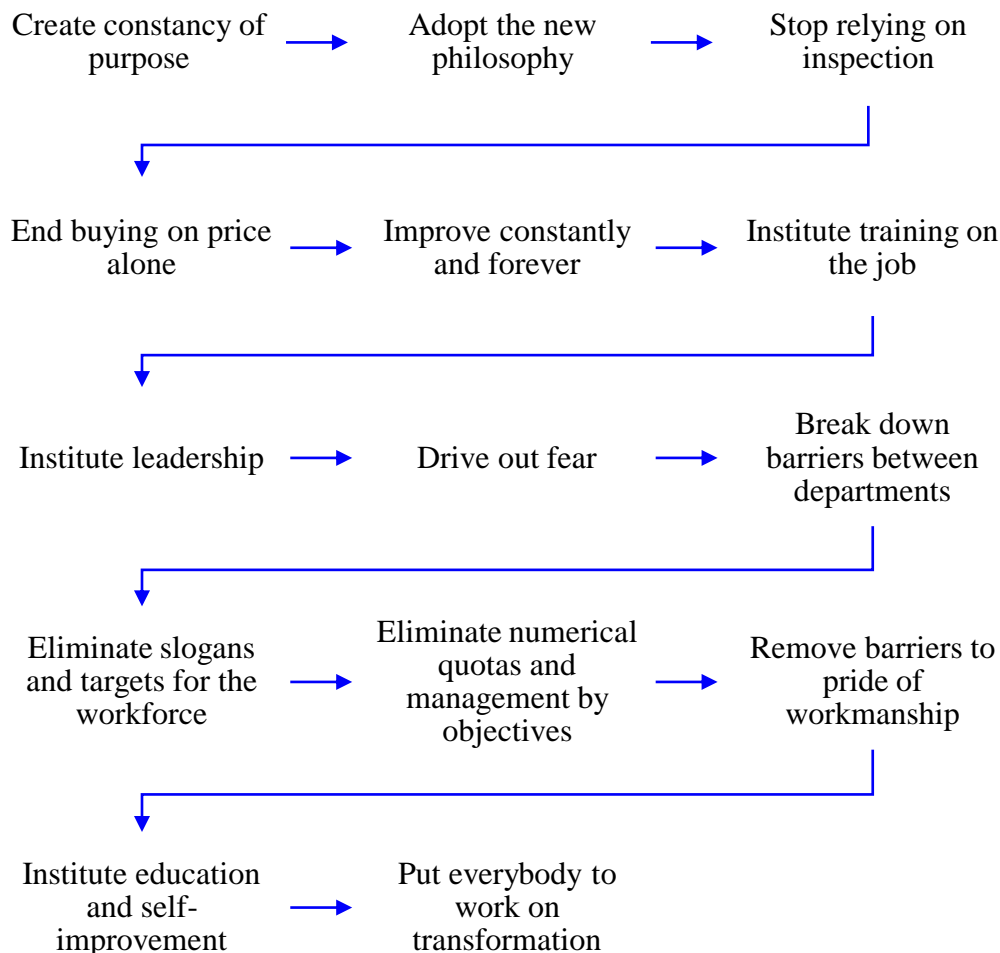 Create constancy of
purpose
Adopt the new
philosophy
Stop relying on
inspection
End buying on price
alone
Improve constantly
and forever
Institute training on
the job
Institute leadership
Drive out fear
Break down
barriers between
departments
Eliminate slogans
and targets for the
workforce
Eliminate numerical
quotas and
management by
objectives
Remove barriers to
pride of
workmanship
Institute education
and self-
improvement
Put everybody to
work on
transformation